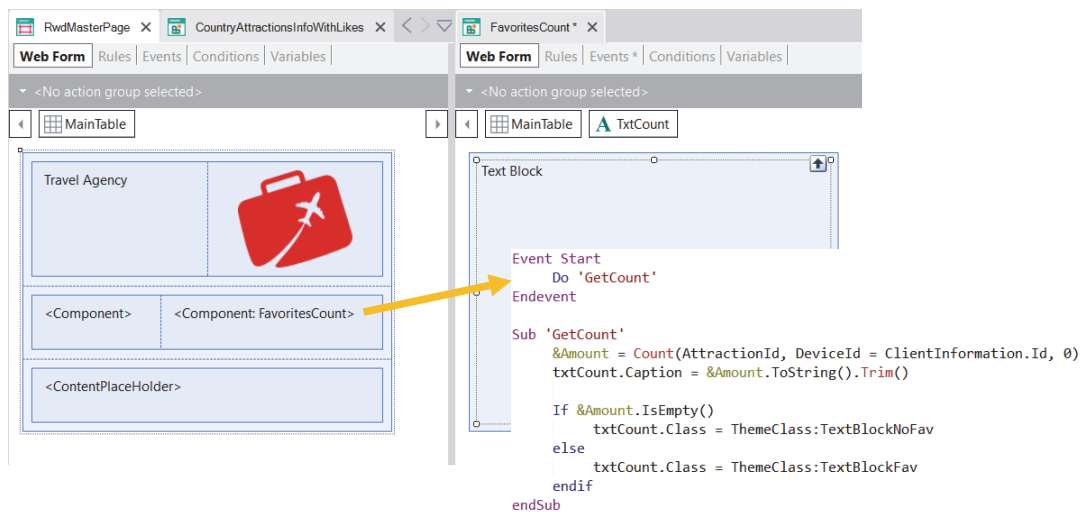 RwdMasterPage
CountryAttractionsInfoWithLikes
FavoritesCount *
Web Form Rules Events Conditions Variables
Web Form Rules Events * Conditions Variables
<No action group selected>
<No action group selected>
MainTable
MainTable
A TxtCount
Travel Agency
<Component>
<Component: FavoritesCount>
<ContentPlaceHolder>
Text Block
Event Start
Do 'GetCount'
Endevent
Sub 'GetCount'
&Amount = Count(AttractionId, DeviceId = ClientInformation.Id, 0)
txtCount.Caption = &Amount.ToString().Trim()
If &Amount.IsEmpty()
txtCount.Class = ThemeClass:TextBlockNoFav
else
txtCount.Class = ThemeClass:TextBlockFav
endif
endSub